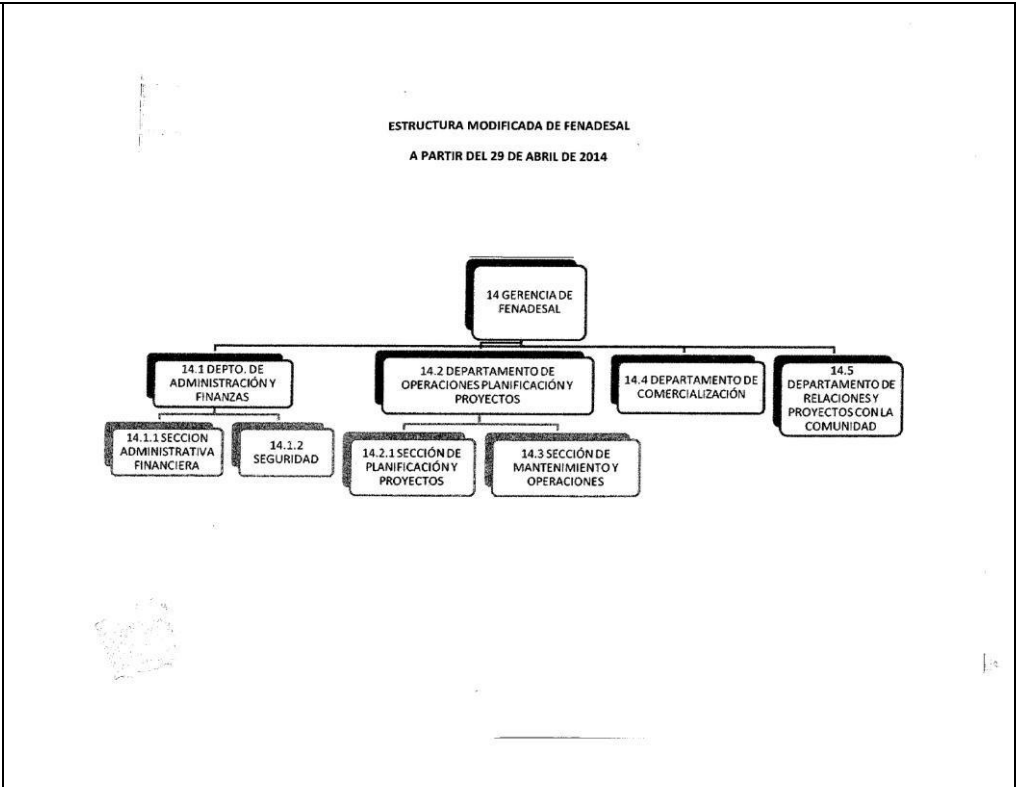 ESTRUCTURA MODIFICADA DE FENADESAL
A PARTIR DEL 29 DE ABRIL DE 2014
14 GERENCIA DE
FENADESAL
14.1 DEPTO. DE
ADMINISTRACIÓN Y
FINANZAS
14.2 DEPARTAMENTO DE
OPERACIONES PLANIFICACIÓN Y
PROYECTOS
14.4 DEPARTAMENTO DE
COMERCIALIZACIÓN
14.5
DEPARTAMENTO DE
RELACIONES Y
PROYECTOS CON LA
COMUNIDAD
14.1.1 SECCION
ADMINISTRATIVA
FINANCIERA
14.1.2
SEGURIDAD
14.2.1 SECCIÓN DE
PLANIFICACIÓN Y
PROYECTOS
14.3 SECCIÓN DE
MANTENIMIENTO Y
OPERACIONES